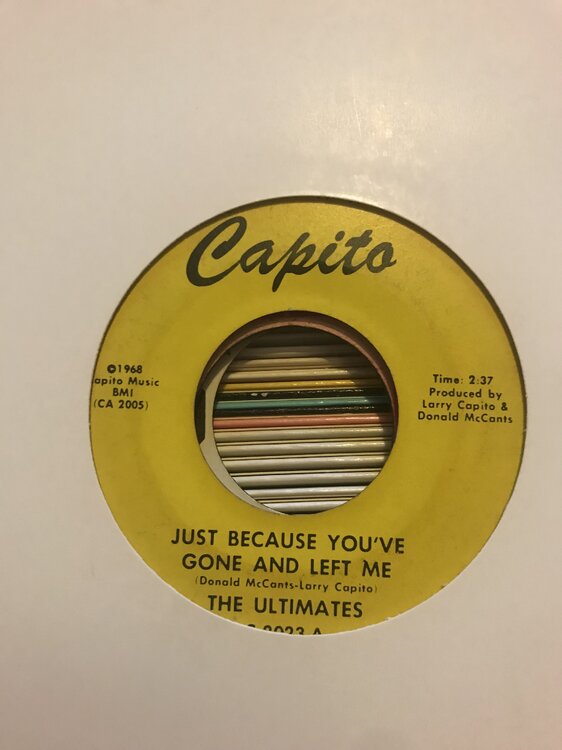 Capito
©1968
apito Music
BMI
(CA 2005)
Time: 2:37
Produced by
Larry Capito &
Donald McCants
JUST BECAUSE YOU'VE
GONE AND LEFT ME
(Donald McCants-Larry Capito)
THE ULTIMATES